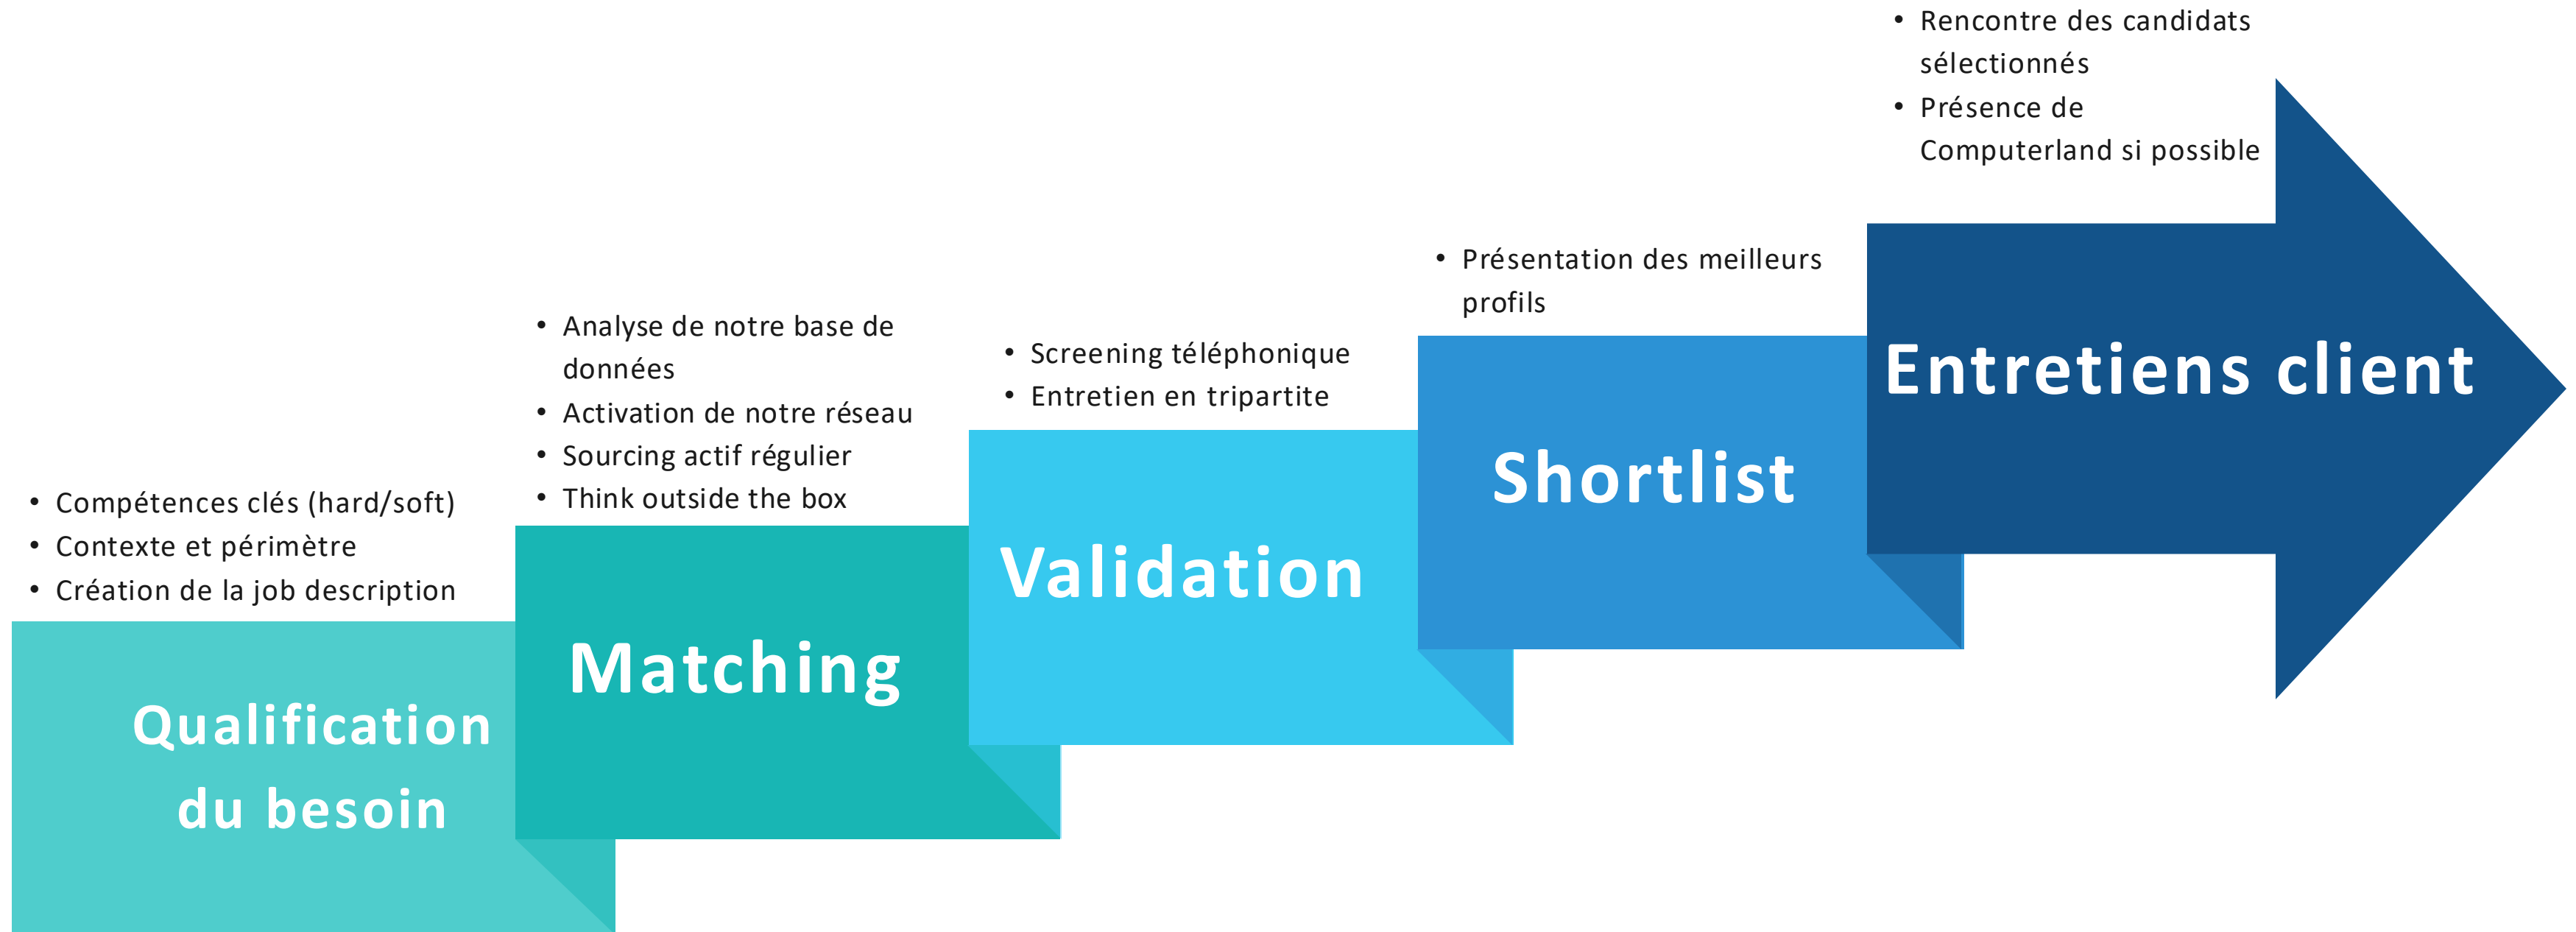 • Compétences clés (hard/soft)
• Contexte et périmètre
• Création de la job description
Qualification
du besoin
• Analyse de notre base de
données
• Activation de notre réseau
• Sourcing actif régulier
• Think outside the box
Matching
• Screening téléphonique
• Entretien en tripartite
Validation
• Présentation des meilleurs
profils
Shortlist
• Rencontre des candidats
sélectionnés
• Présence de
Computerland si possible
Entretiens client